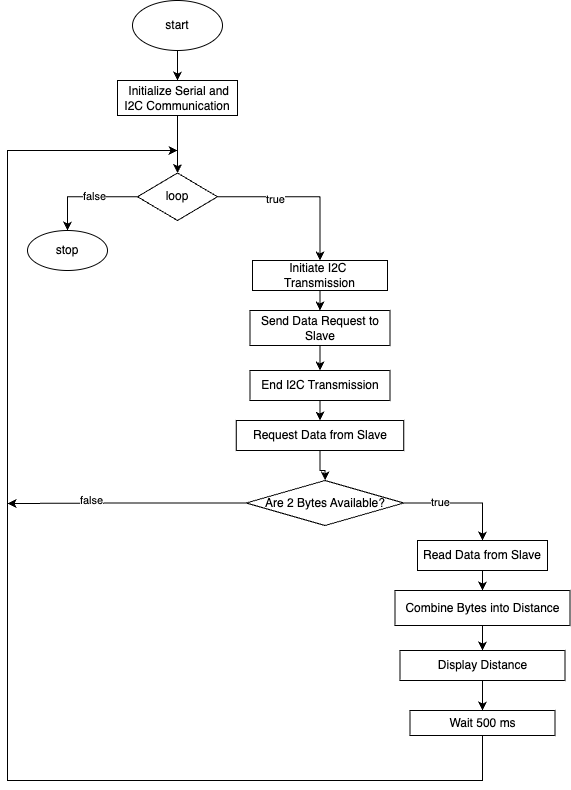 start
Initialize Serial and
I2C Communication
loop
false
true
stop
Initiate I2C
Transmission
Send Data Request to
Slave
End I2C Transmission
Request Data from Slave
Are 2 Bytes Available?
false
true
Read Data from Slave
Combine Bytes into Distance
Display Distance
Wait 500 ms